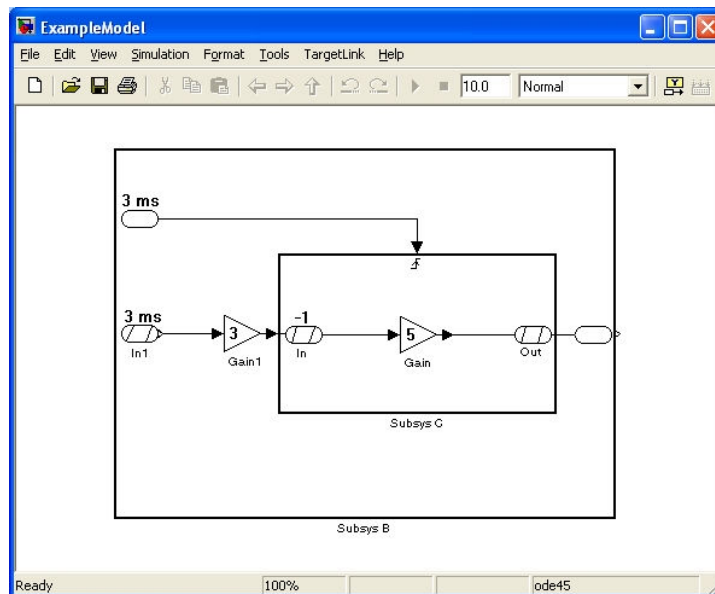 ExampleModel
File Edit View Simulation Format Tools TargetLink Help
10.0 Normal
3 ms
3 ms
In1
3
Gain1
-1
In
5
Gain
Out
Subsys C
Subsys B
Ready 100% ode45